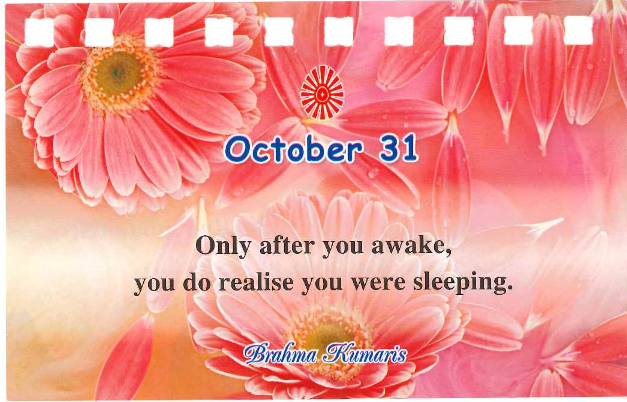 October 31
Only after you awake,
you do realise you were sleeping.
Brahma Kumaris